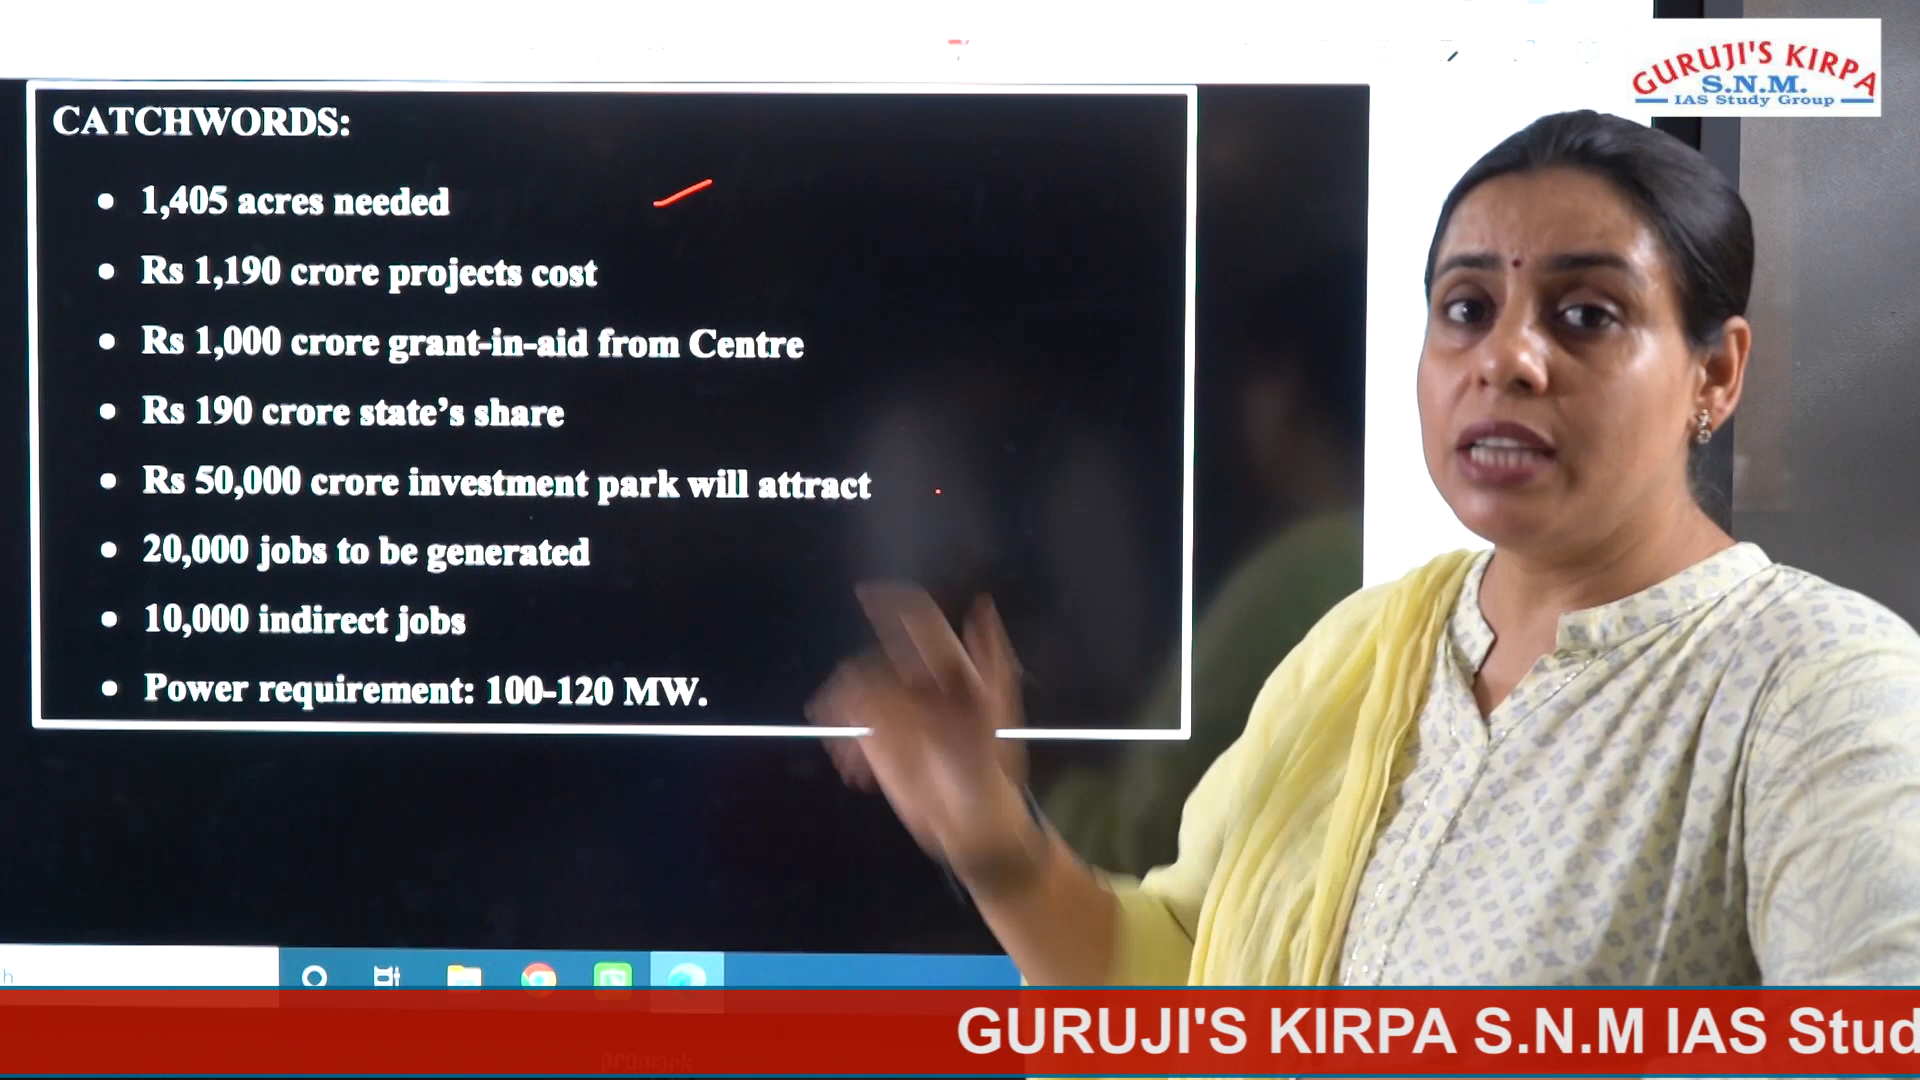 GURUJI'S KIRPA
S.N.M.
IAS Study Group
CATCHWORDS:
• 1,405 acres needed
• Rs 1,190 crore projects cost
• Rs 1,000 crore grant-in-aid from Centre
• Rs 190 crore state's share
• Rs 50,000 crore investment park will attract
• 20,000 jobs to be generated
• 10,000 indirect jobs
• Power requirement: 100-120 MW.
h
GURUJI'S KIRPA S.N.M IAS Stud
promark